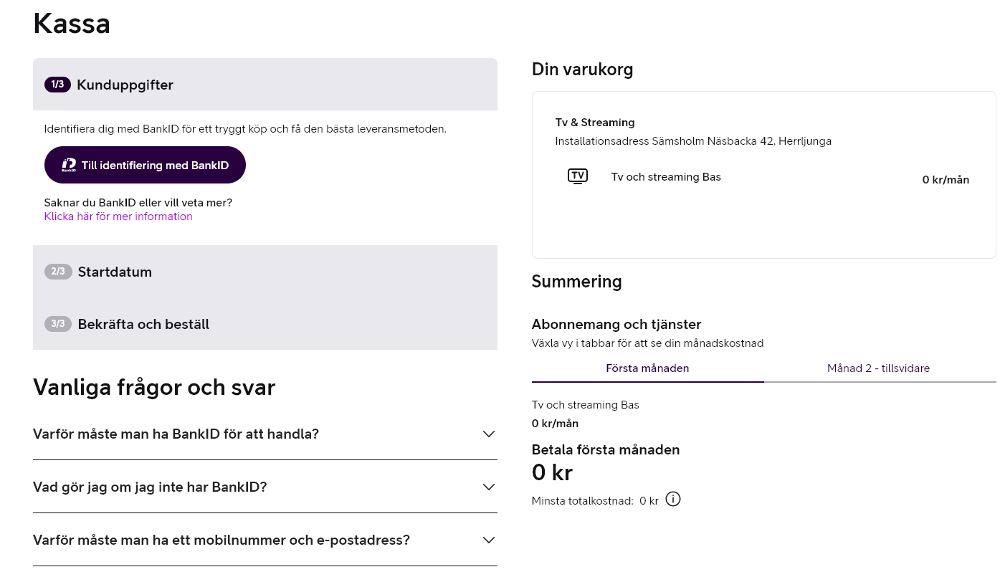 Kassa
1/3 Kunduppgifter
Identifiera dig med BankID för ett tryggt köp och få den bästa leveransmetoden.
BankID Till identifiering med BankID
Saknar du BankID eller vill veta mer?
Klicka här för mer information
2/3 Startdatum
3/3 Bekräfta och beställ
Vanliga frågor och svar
Varför måste man ha BankID för att handla?
Vad gör jag om jag inte har BankID?
Varför måste man ha ett mobilnummer och e-postadress?
Din varukorg
Tv & Streaming
Installationsadress Sämsholm Näsbacka 42, Herrljunga
TV Tv och streaming Bas 0 kr/mån
Summering
Abonnemang och tjänster
Växla vy i tabbar för att se din månadskostnad
Första månaden Månad 2 - tillsvidare
Tv och streaming Bas
0 kr/mån
Betala första månaden
0 kr
Minsta totalkostnad: 0 kr